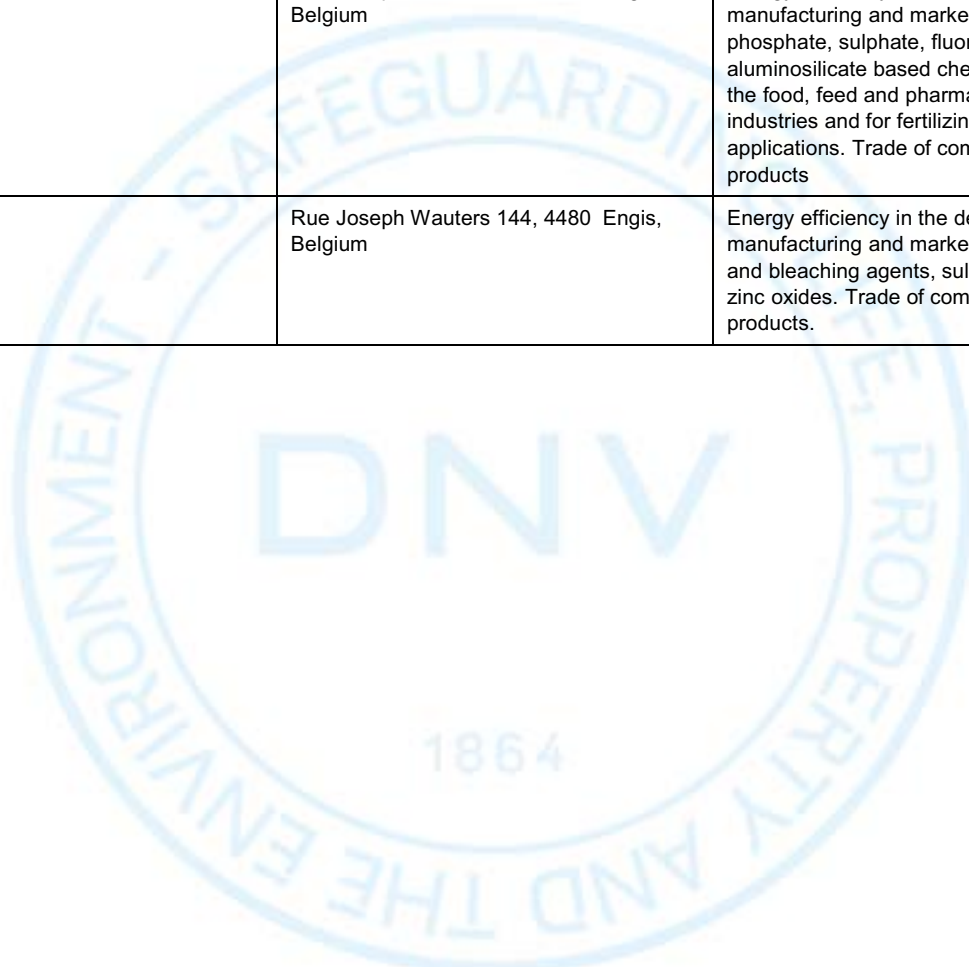 Belgium
manufacturing and marke
phosphate, sulphate, fluor
aluminosilicate based che
the food, feed and pharma
industries and for fertilizin
applications. Trade of com
products
Rue Joseph Wauters 144, 4480 Engis,
Belgium
Energy efficiency in the de
manufacturing and marke
and bleaching agents, sul
zinc oxides. Trade of com
products.
SAFEGUARDING LIFE, PROPERTY AND THE ENVIRONMENT
DNV
1864